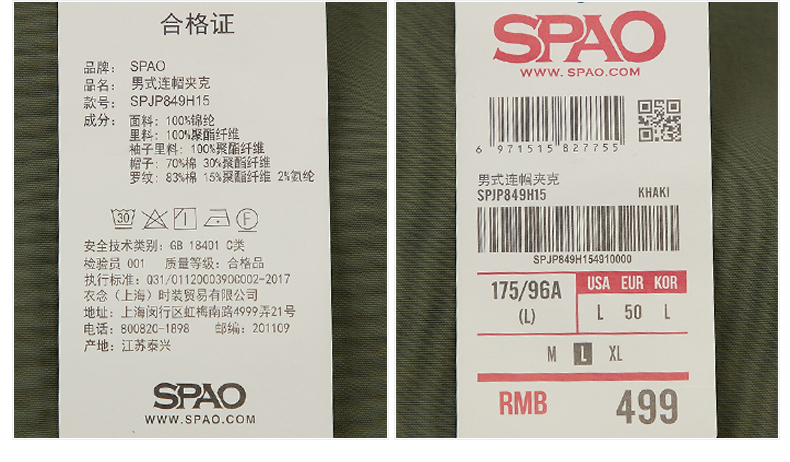 合格证
品牌: SPAO
品名: 男式连帽夹克
款号: SPJP849H15
成分: 面料: 100%锦纶
里料: 100%聚酯纤维
袖子里料: 100%聚酯纤维
帽子: 70%棉 30%聚酯纤维
罗纹: 83%棉 15%聚酯纤维 2%氨纶
30 F
安全技术类别: GB 18401 C类
检验员 001 质量等级: 合格品
执行标准: Q31/0112000390C002-2017
衣念（上海）时装贸易有限公司
地址: 上海闵行区虹梅南路4999弄21号
电话: 800820-1898 邮编: 201109
产地: 江苏泰兴
SPAO
WWW.SPAO.COM
SPAO
WWW.SPAO.COM
6 971515 827755
男式连帽夹克
SPJP849H15 KHAKI
SPJP849H154910000
175/96A (L)
USA EUR KOR
L 50 L
M L XL
RMB 499